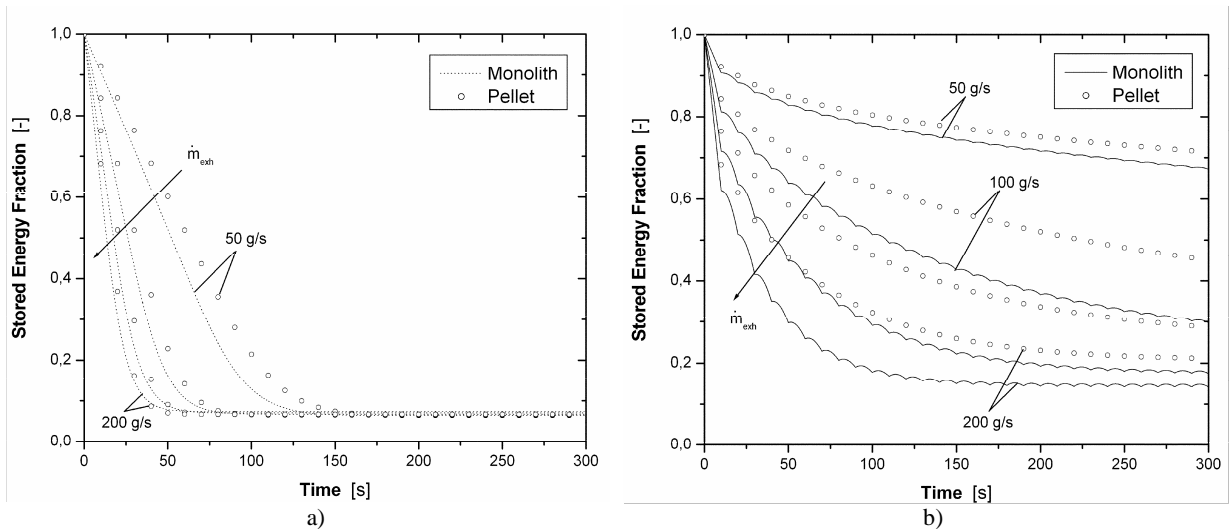 1,0
0,8
0,6
0,4
0,2
0,0
Stored Energy Fraction [-]
Monolith
Pellet
ṁexh
50 g/s
200 g/s
0 50 100 150 200 250 300
Time [s]
a)
1,0
0,8
0,6
0,4
0,2
0,0
Stored Energy Fraction [-]
Monolith
Pellet
50 g/s
100 g/s
ṁexh
200 g/s
0 50 100 150 200 250 300
Time [s]
b)